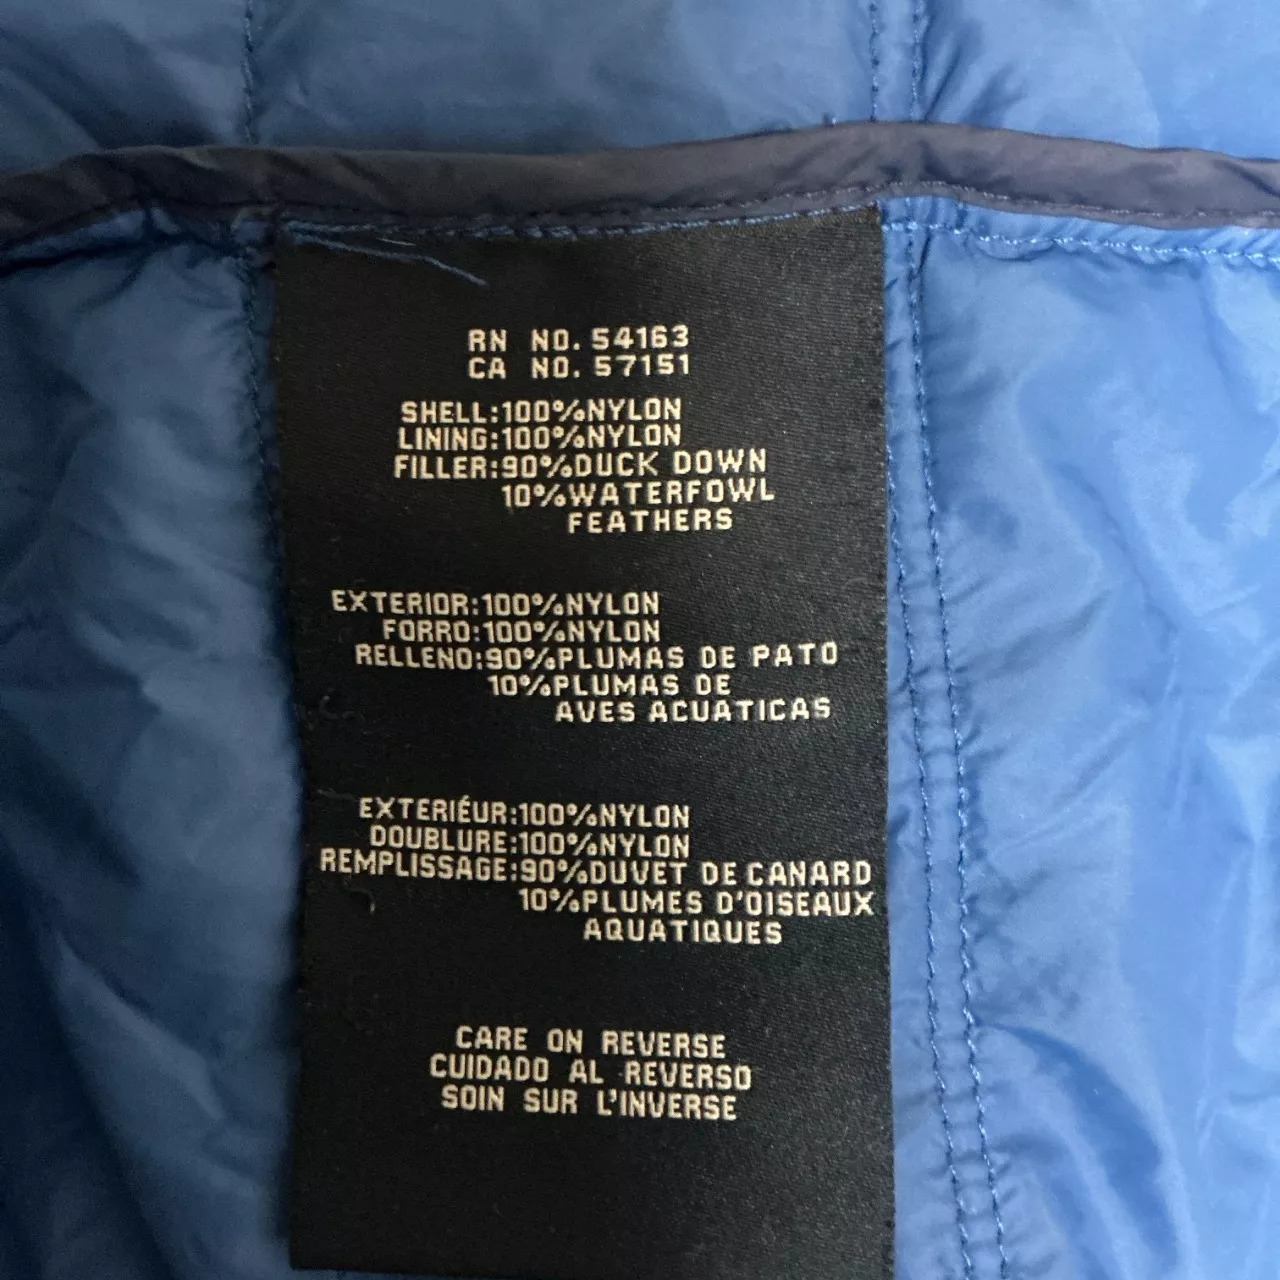 RN NO. 54163
CA NO. 57151
SHELL:100%NYLON
LINING:100%NYLON
FILLER:90%DUCK DOWN
10%WATERFOWL
FEATHERS
EXTERIOR:100%NYLON
FORRO:100%NYLON
RELLENO:90%PLUMAS DE PATO
10%PLUMAS DE
AVES ACUATICAS
EXTERIÉUR:100%NYLON
DOUBLURE:100%NYLON
REMPLISSAGE:90%DUVET DE CANARD
10%PLUMES D'OISEAUX
AQUATIQUES
CARE ON REVERSE
CUIDADO AL REVERSO
SOIN SUR L'INVERSE